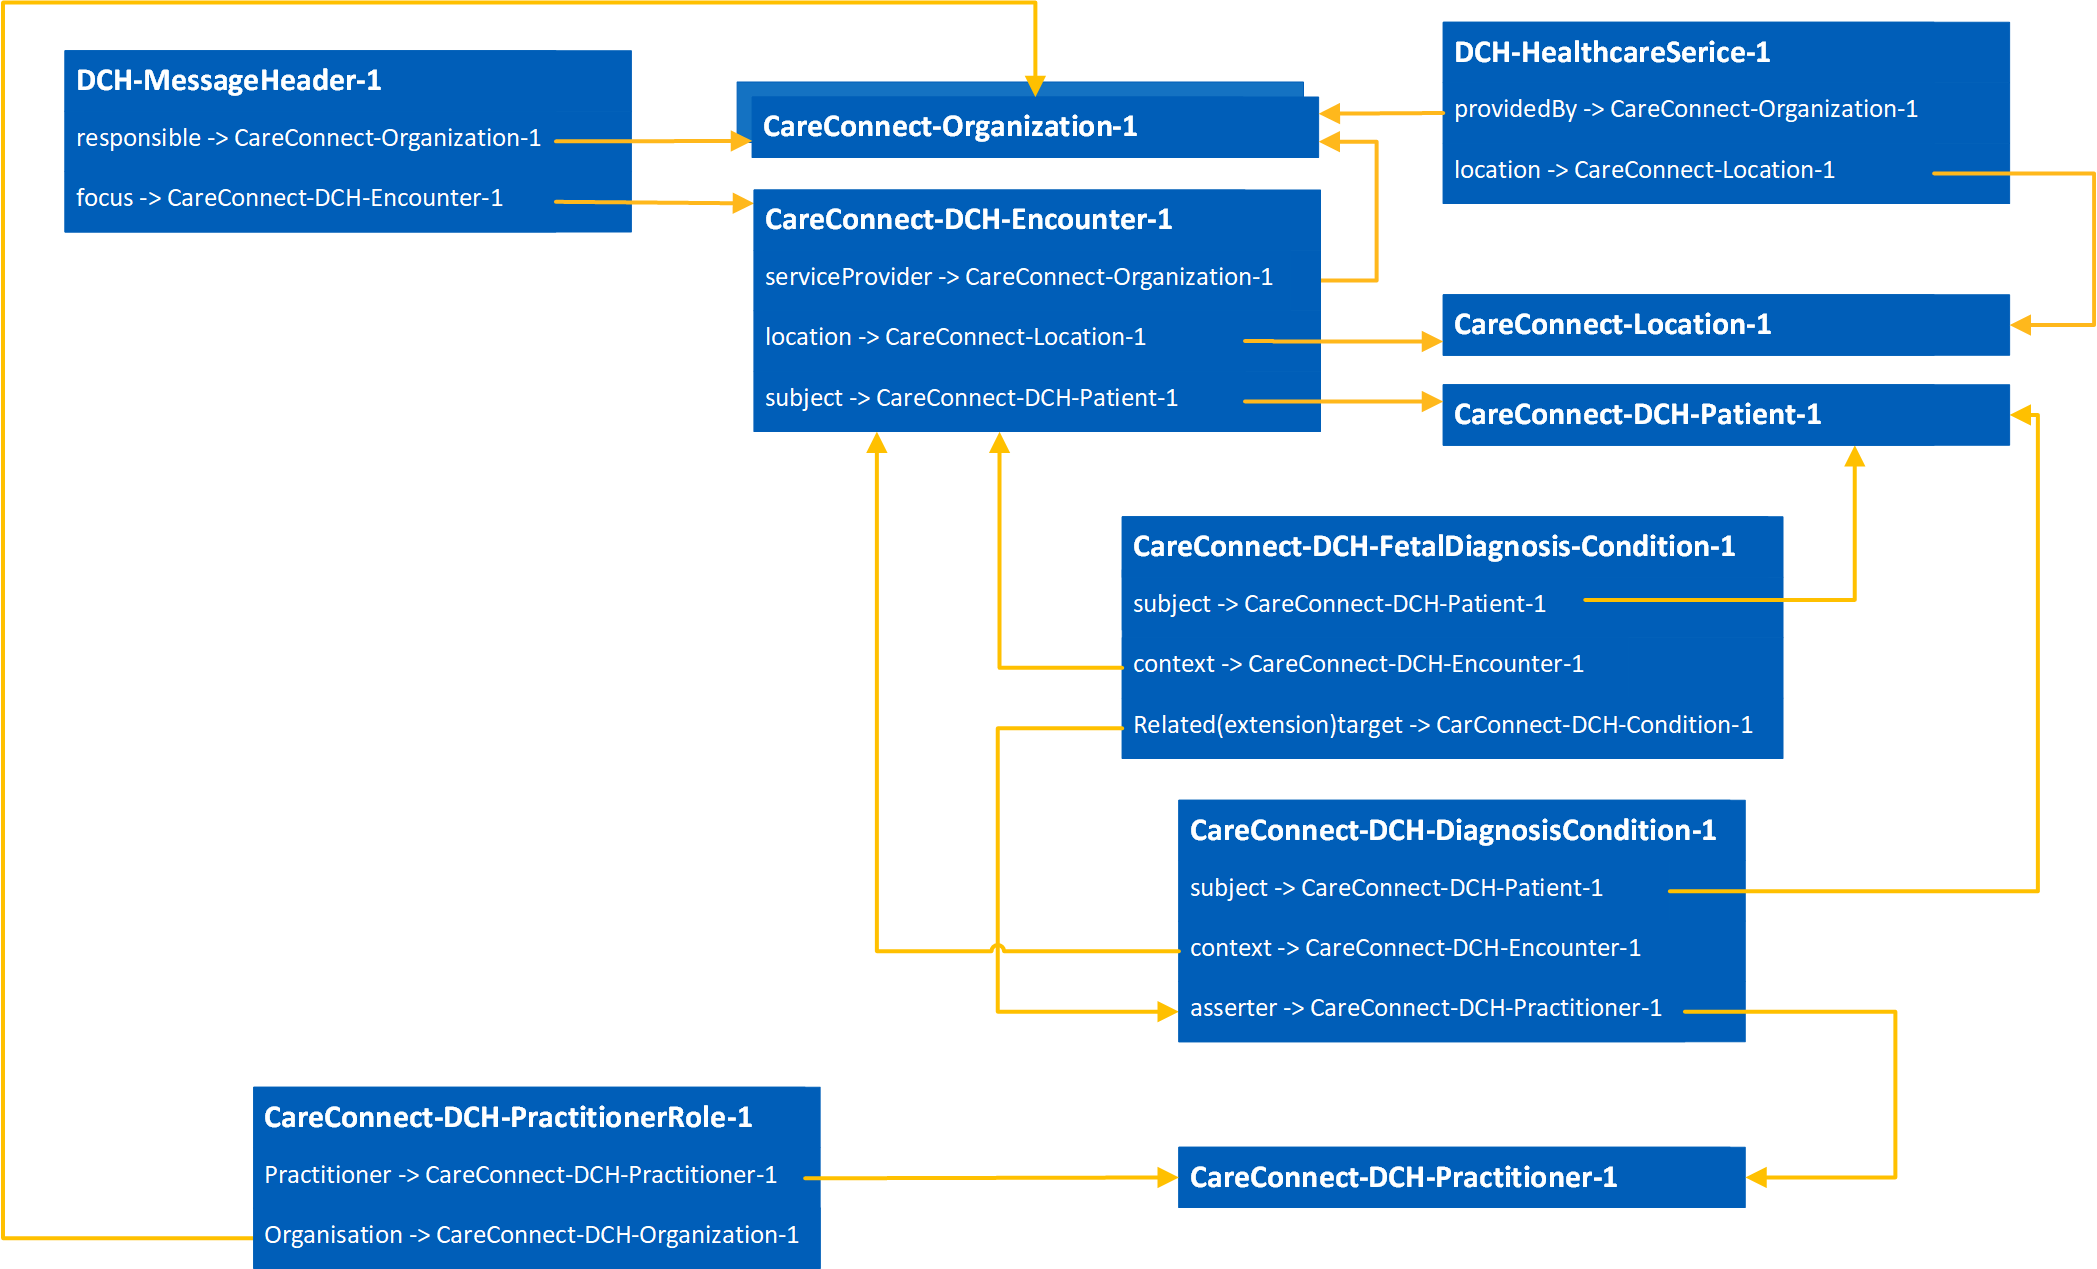 DCH-MessageHeader-1
responsible -> CareConnect-Organization-1
focus -> CareConnect-DCH-Encounter-1
CareConnect-Organization-1
DCH-HealthcareSerice-1
providedBy -> CareConnect-Organization-1
location -> CareConnect-Location-1
CareConnect-DCH-Encounter-1
serviceProvider -> CareConnect-Organization-1
location -> CareConnect-Location-1
subject -> CareConnect-DCH-Patient-1
CareConnect-Location-1
CareConnect-DCH-Patient-1
CareConnect-DCH-FetalDiagnosis-Condition-1
subject -> CareConnect-DCH-Patient-1
context -> CareConnect-DCH-Encounter-1
Related(extension)target -> CarConnect-DCH-Condition-1
CareConnect-DCH-DiagnosisCondition-1
subject -> CareConnect-DCH-Patient-1
context -> CareConnect-DCH-Encounter-1
asserter -> CareConnect-DCH-Practitioner-1
CareConnect-DCH-PractitionerRole-1
Practitioner -> CareConnect-DCH-Practitioner-1
Organisation -> CareConnect-DCH-Organization-1
CareConnect-DCH-Practitioner-1